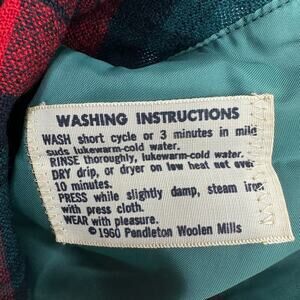 WASHING INSTRUCTIONS
WASH short cycle or 3 minutes in mild
suds lukewarm-cold water.
RINSE thoroughly, lukewarm-cold water.
DRY drip, or dryer on low heat not over
10 minutes.
PRESS while slightly damp, steam iron
with press cloth.
WEAR with pleasure.
©1960 Pendleton Woolen Mills